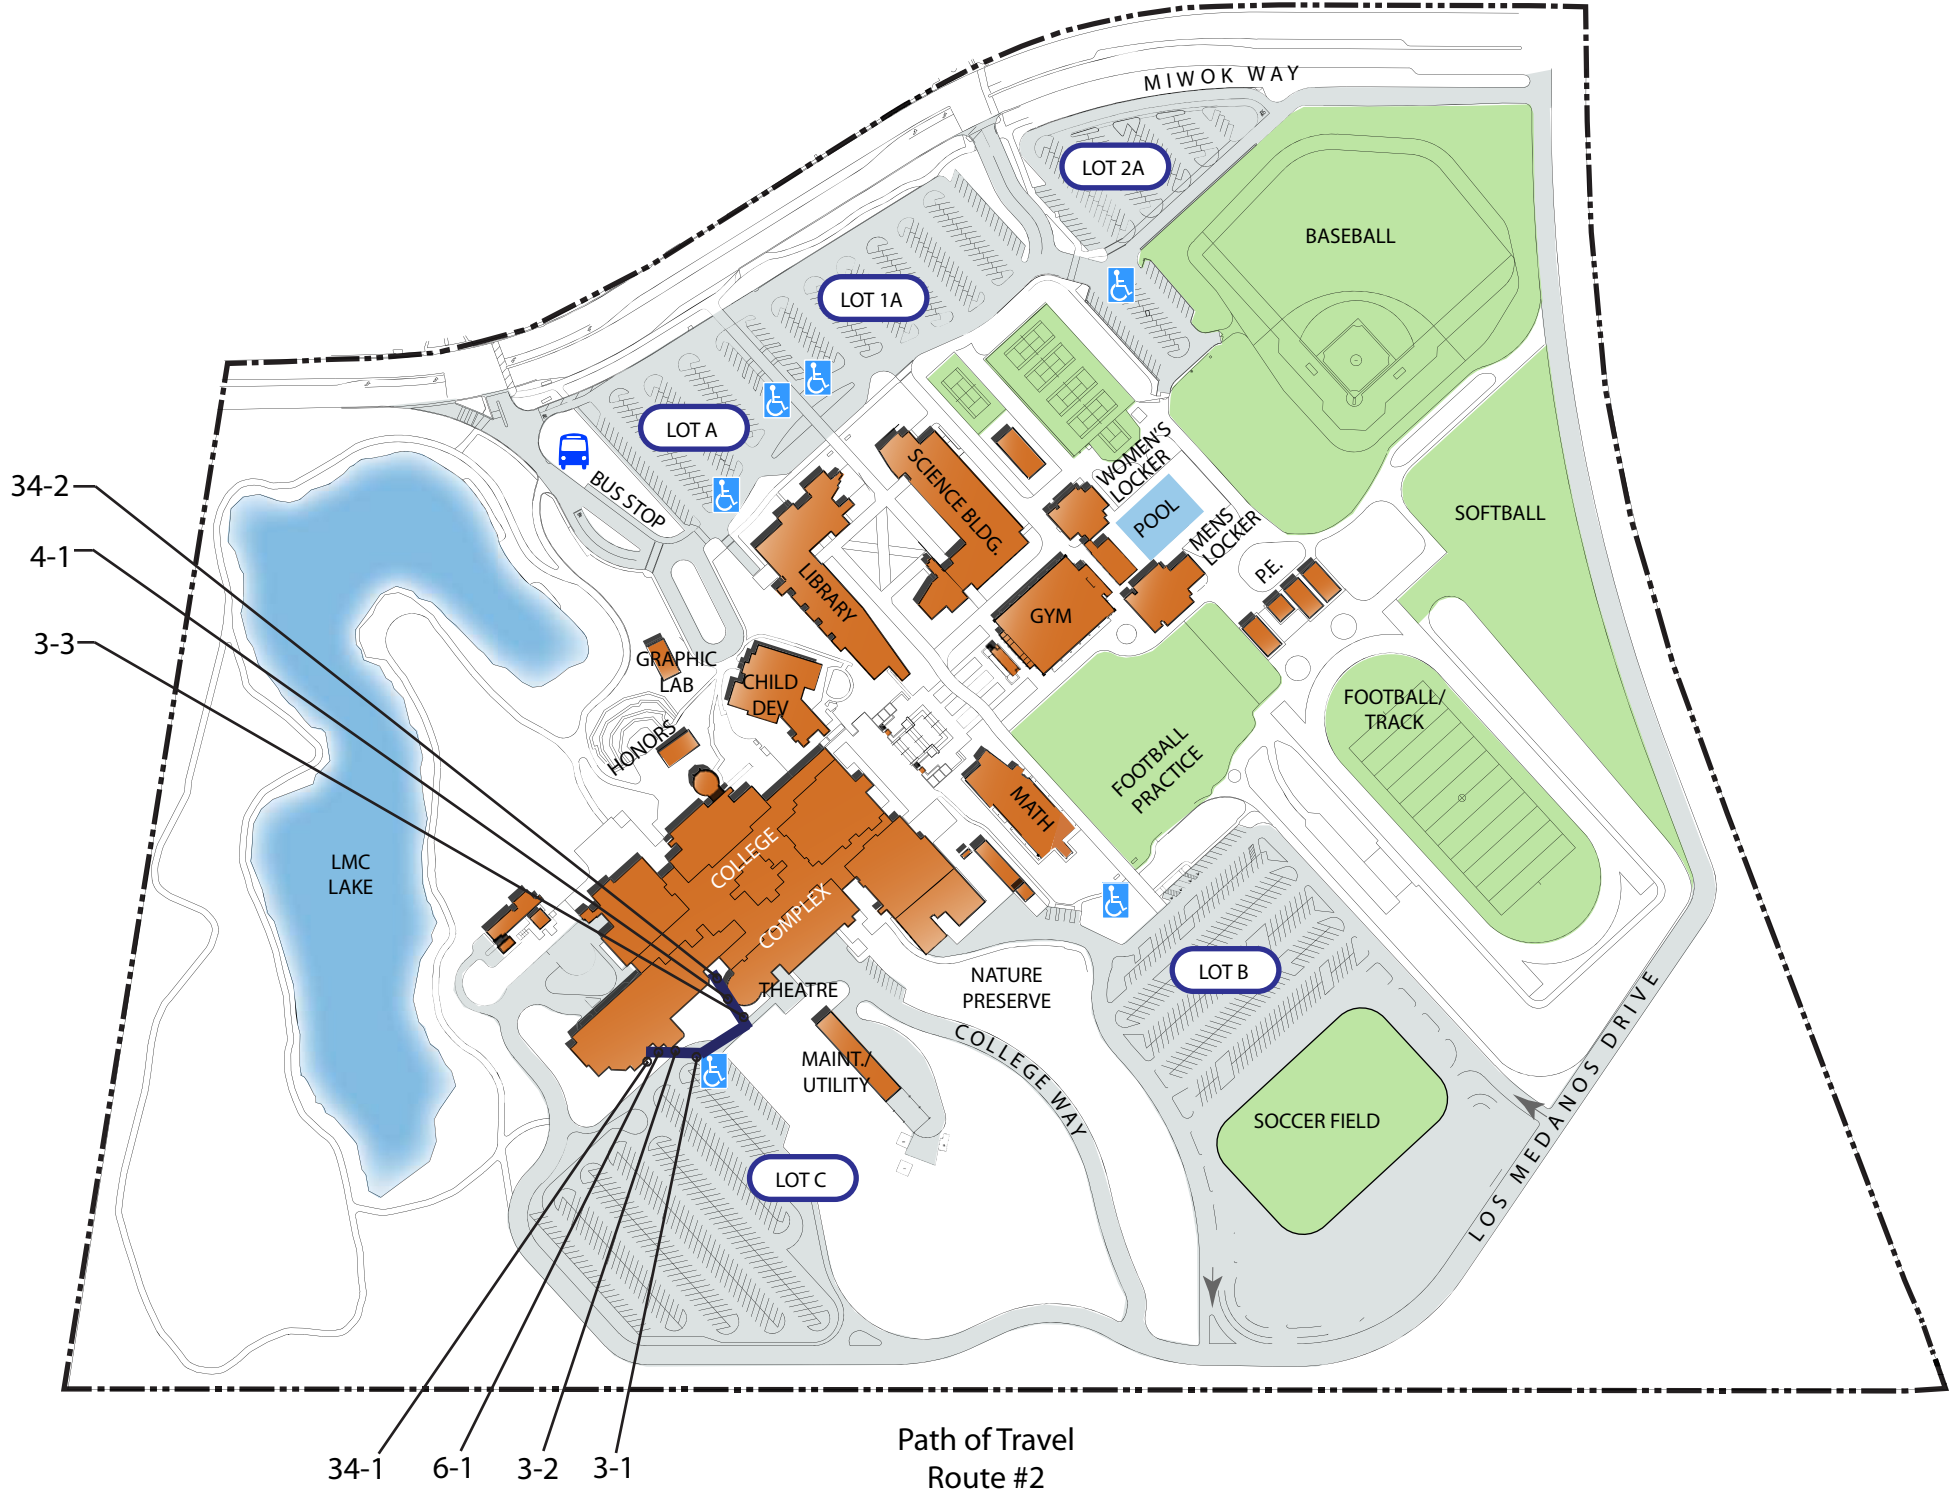 MIWOK WAY
LOT 2A
BASEBALL
LOT 1A
LOT A
WOMEN'S
LOCKER
SCIENCE BLDG.
34-2
BUS STOP
POOL
MENS
LOCKER
SOFTBALL
4-1
P.E.
LIBRARY
GYM
3-3
GRAPHIC
LAB
CHILD
DEV
FOOTBALL/
TRACK
HONORS
FOOTBALL
PRACTICE
MATH
LMC
LAKE
COLLEGE
COMPLEX
LOT B
NATURE
PRESERVE
THEATRE
COLLEGE WAY
MAINT./
UTILITY
LOS MEDANOS DRIVE
SOCCER FIELD
LOT C
34-1
6-1
3-2
3-1
Path of Travel
Route #2